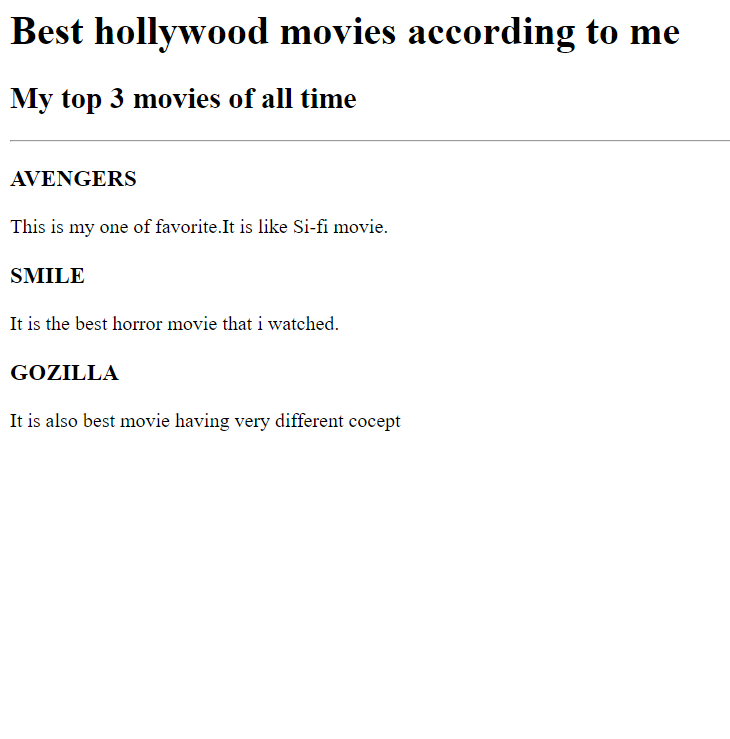 Best hollywood movies according to me
My top 3 movies of all time
AVENGERS
This is my one of favorite.It is like Si-fi movie.
SMILE
It is the best horror movie that i watched.
GOZILLA
It is also best movie having very different cocept